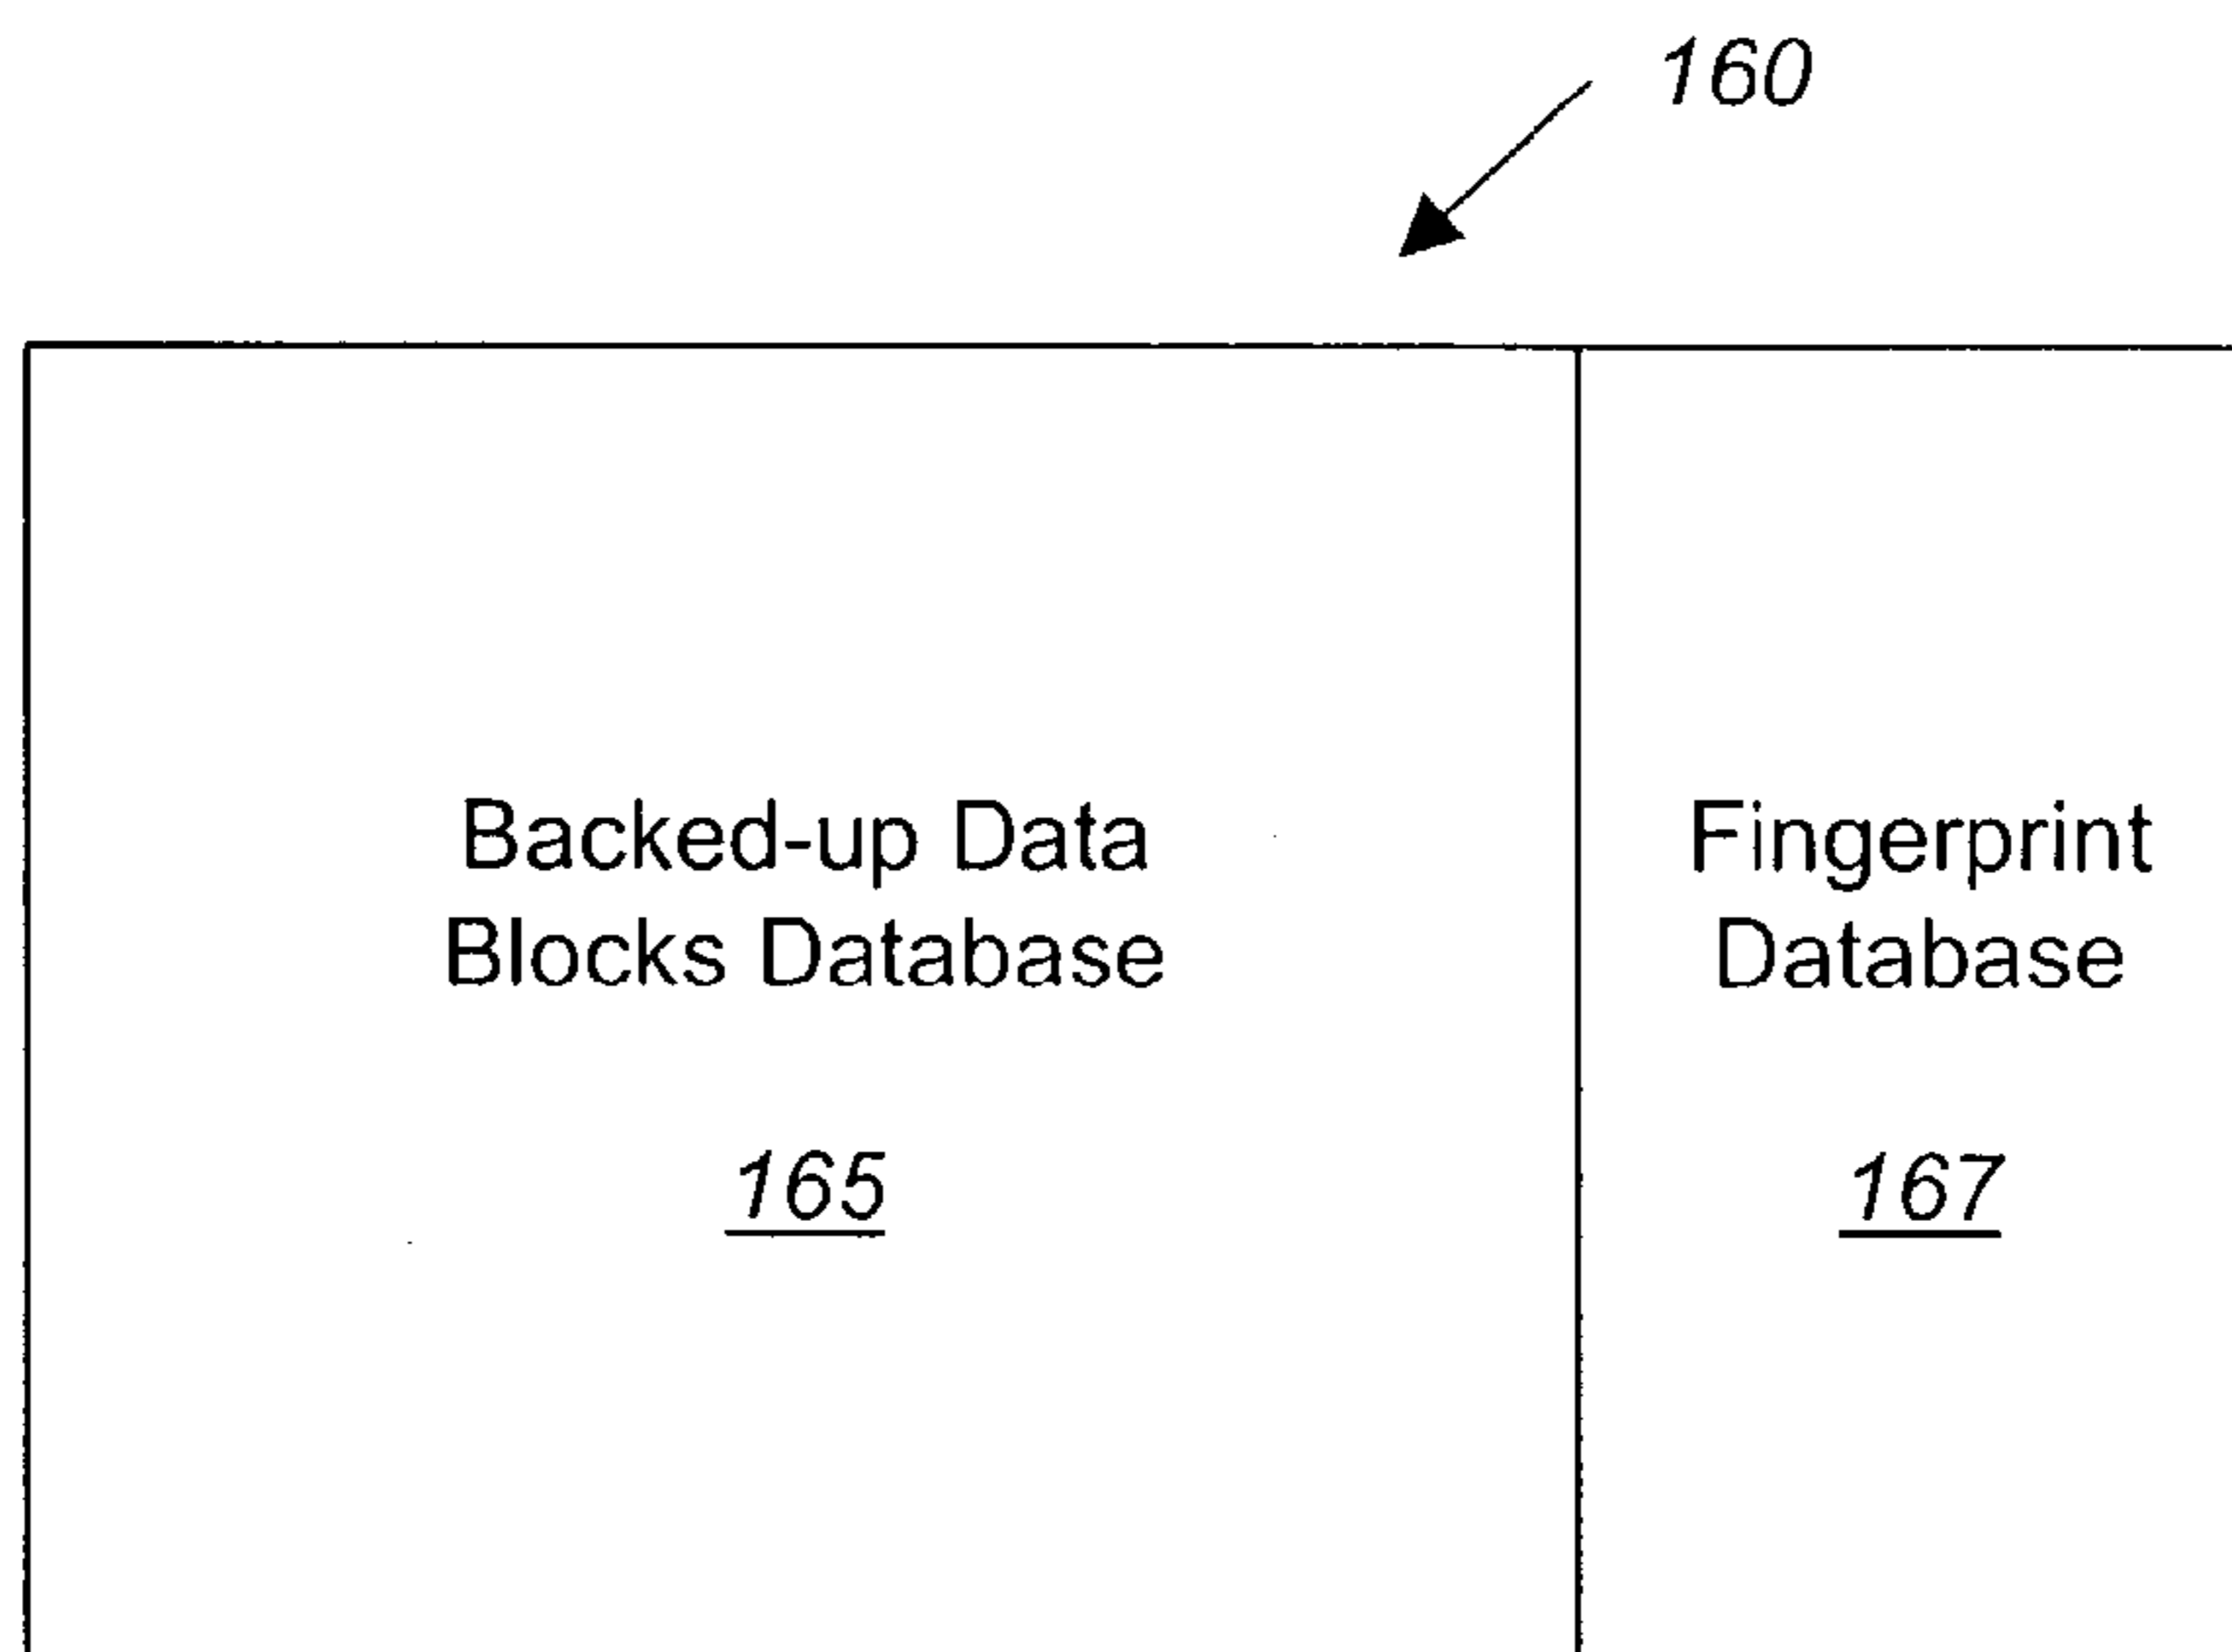 160
Backed-up Data
Blocks Database
165
Fingerprint
Database
167